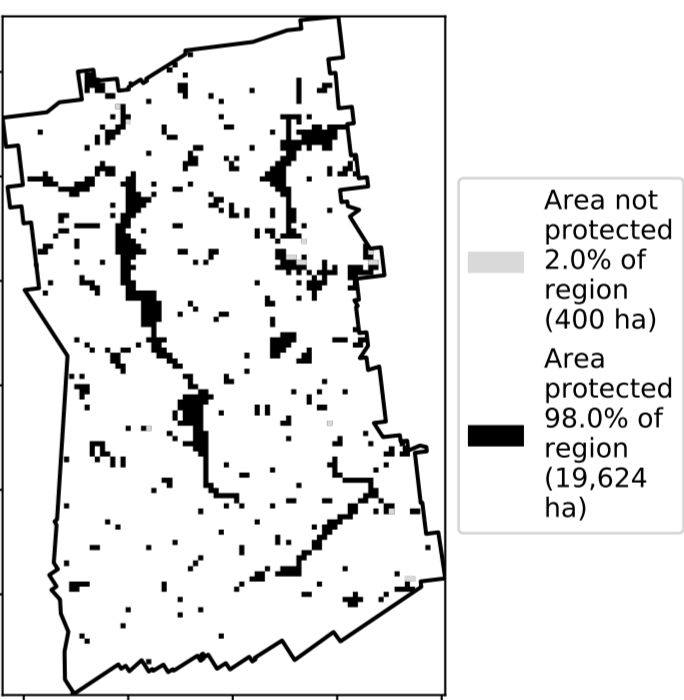 Area not
protected
2.0% of
region
(400 ha)
Area
protected
98.0% of
region
(19,624
ha)